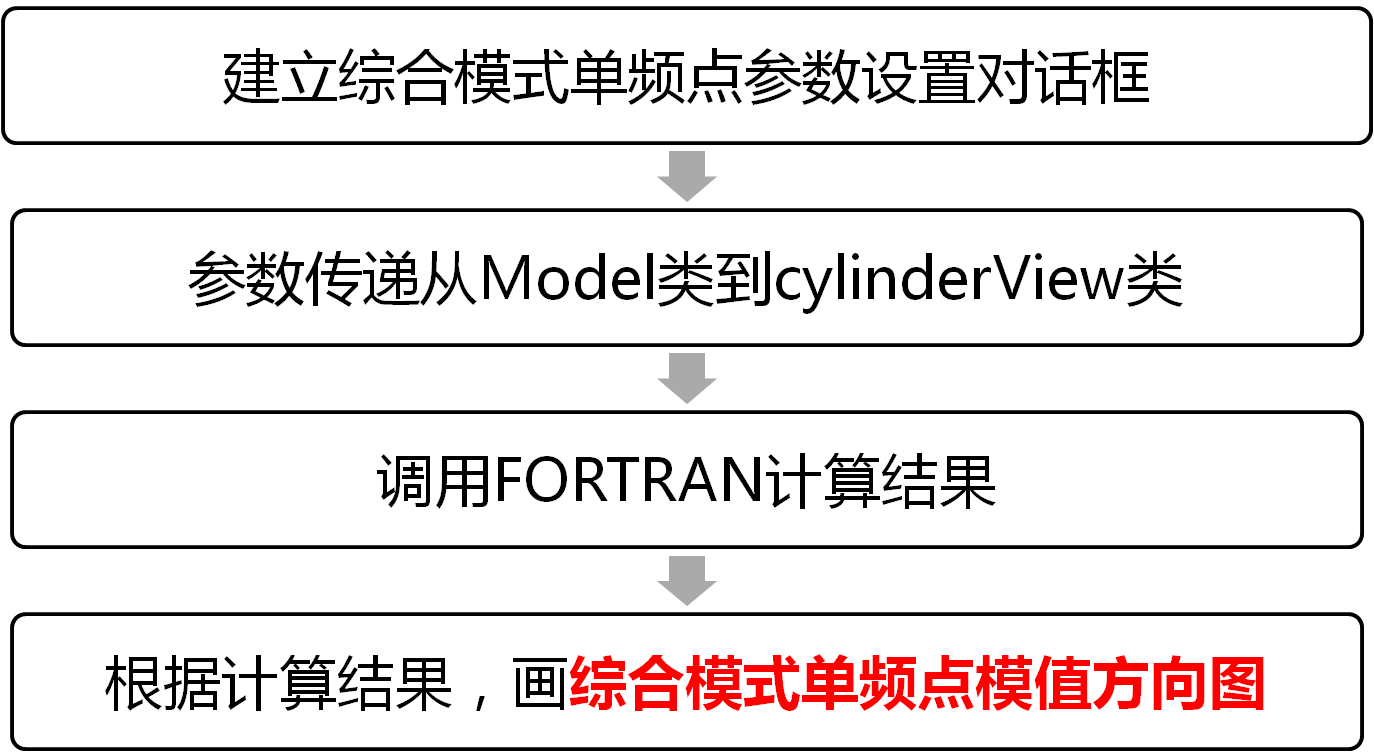 建立综合模式单频点参数设置对话框
参数传递从Model类到cylinderView类
调用FORTRAN计算结果
根据计算结果，画综合模式单频点模值方向图